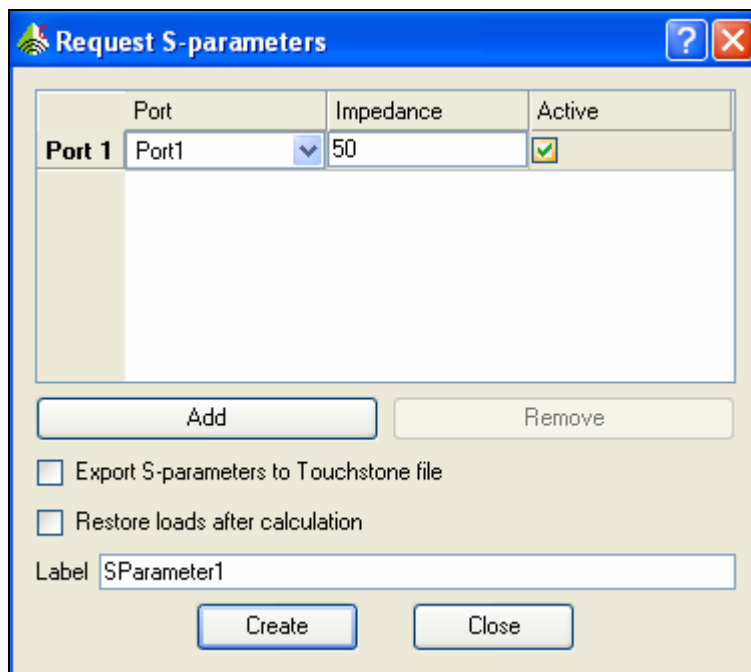 Request S-parameters
Port Impedance Active
Port 1 Port1 50
Add Remove
Export S-parameters to Touchstone file
Restore loads after calculation
Label SParameter1
Create Close